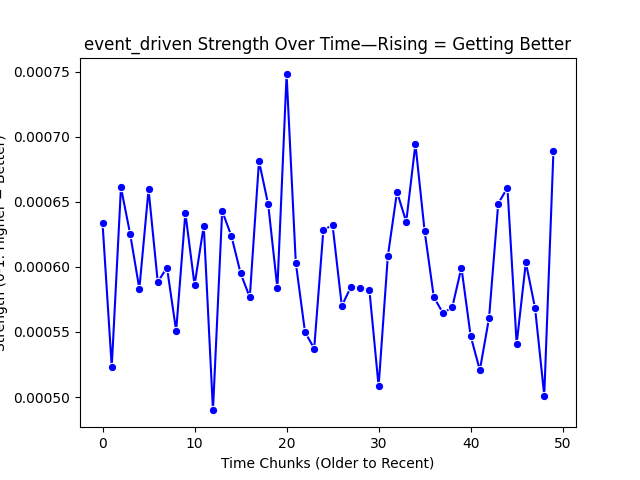 event_driven Strength Over Time—Rising = Getting Better
0.00075
0.00070
0.00065
0.00060
0.00055
0.00050
Strength (0-1: Higher = Better)
0 10 20 30 40 50
Time Chunks (Older to Recent)